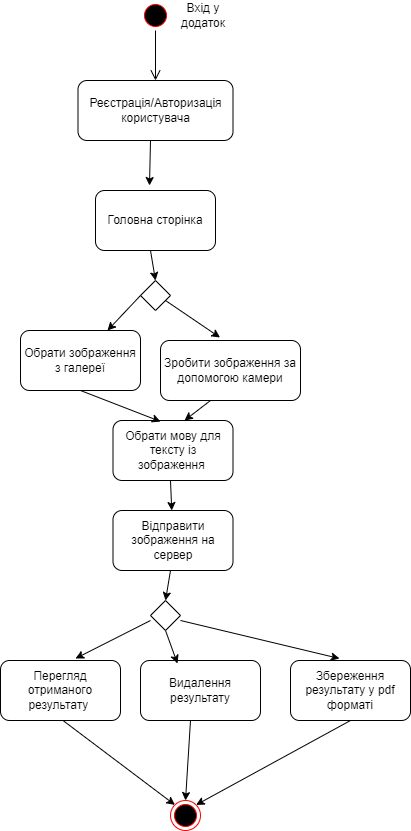 Вхід у
додаток
Реєстрація/Авторизація
користувача
Головна сторінка
Обрати зображення
з галереї
Зробити зображення за
допомогою камери
Обрати мову для
тексту із
зображення
Відправити
зображення на
сервер
Перегляд
отриманого
результату
Видалення
результату
Збереження
результату у pdf
форматі